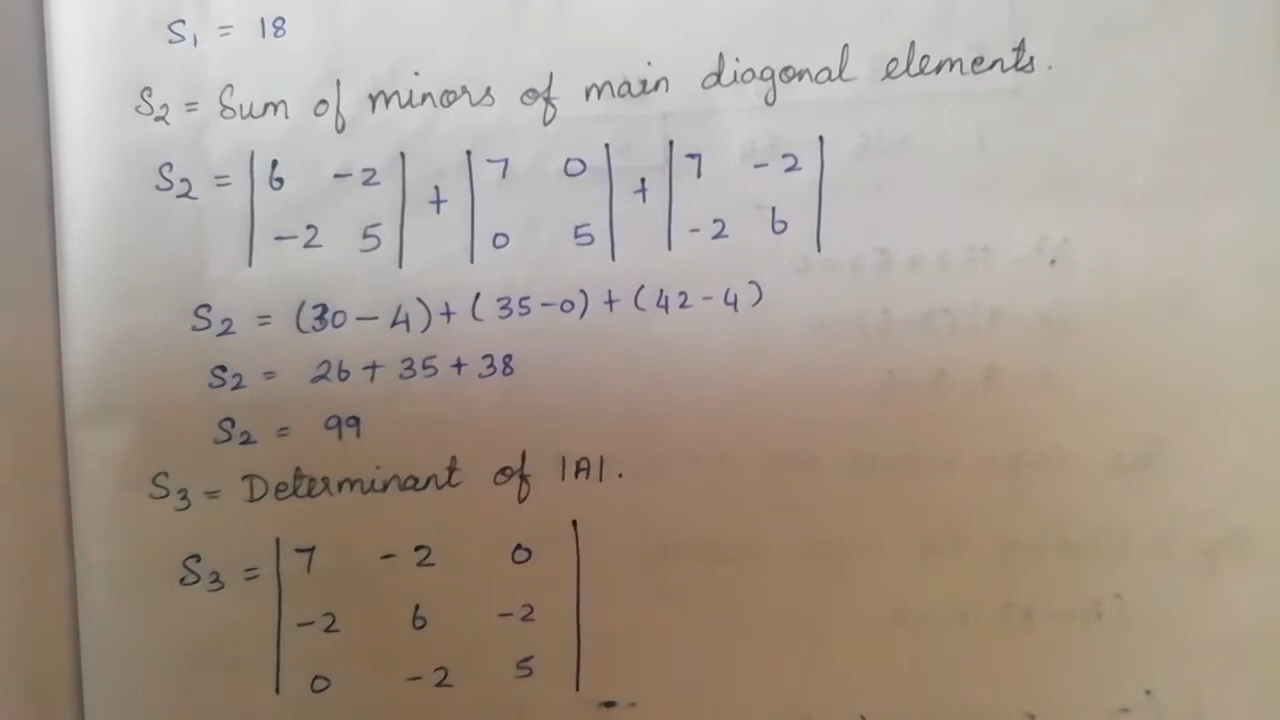 S₁ = 18
S₂ = Sum of minors of main diagonal elements.
S₂ = | 6 -2 | + | 7 0 | + | 7 -2 |
| -2 5 | | 0 5 | | -2 6 |
S₂ = (30 - 4) + (35 - 0) + (42 - 4)
S₂ = 26 + 35 + 38
S₂ = 99
S₃ = Determinant of |A|.
S₃ = | 7 -2 0 |
| -2 6 -2 |
| 0 -2 5 |